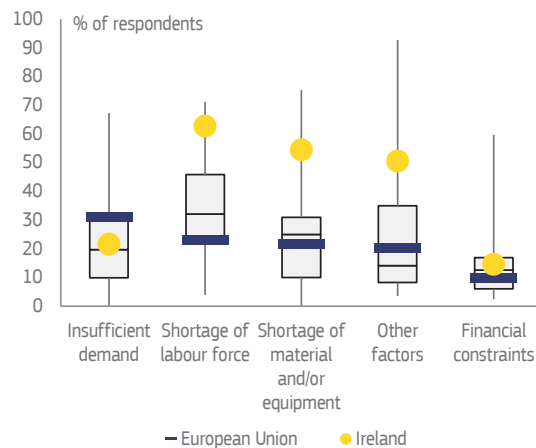 % of respondents
100
90
80
70
60
50
40
30
20
10
0
Insufficient demand
Shortage of labour force
Shortage of material and/or equipment
Other factors
Financial constraints
European Union
Ireland